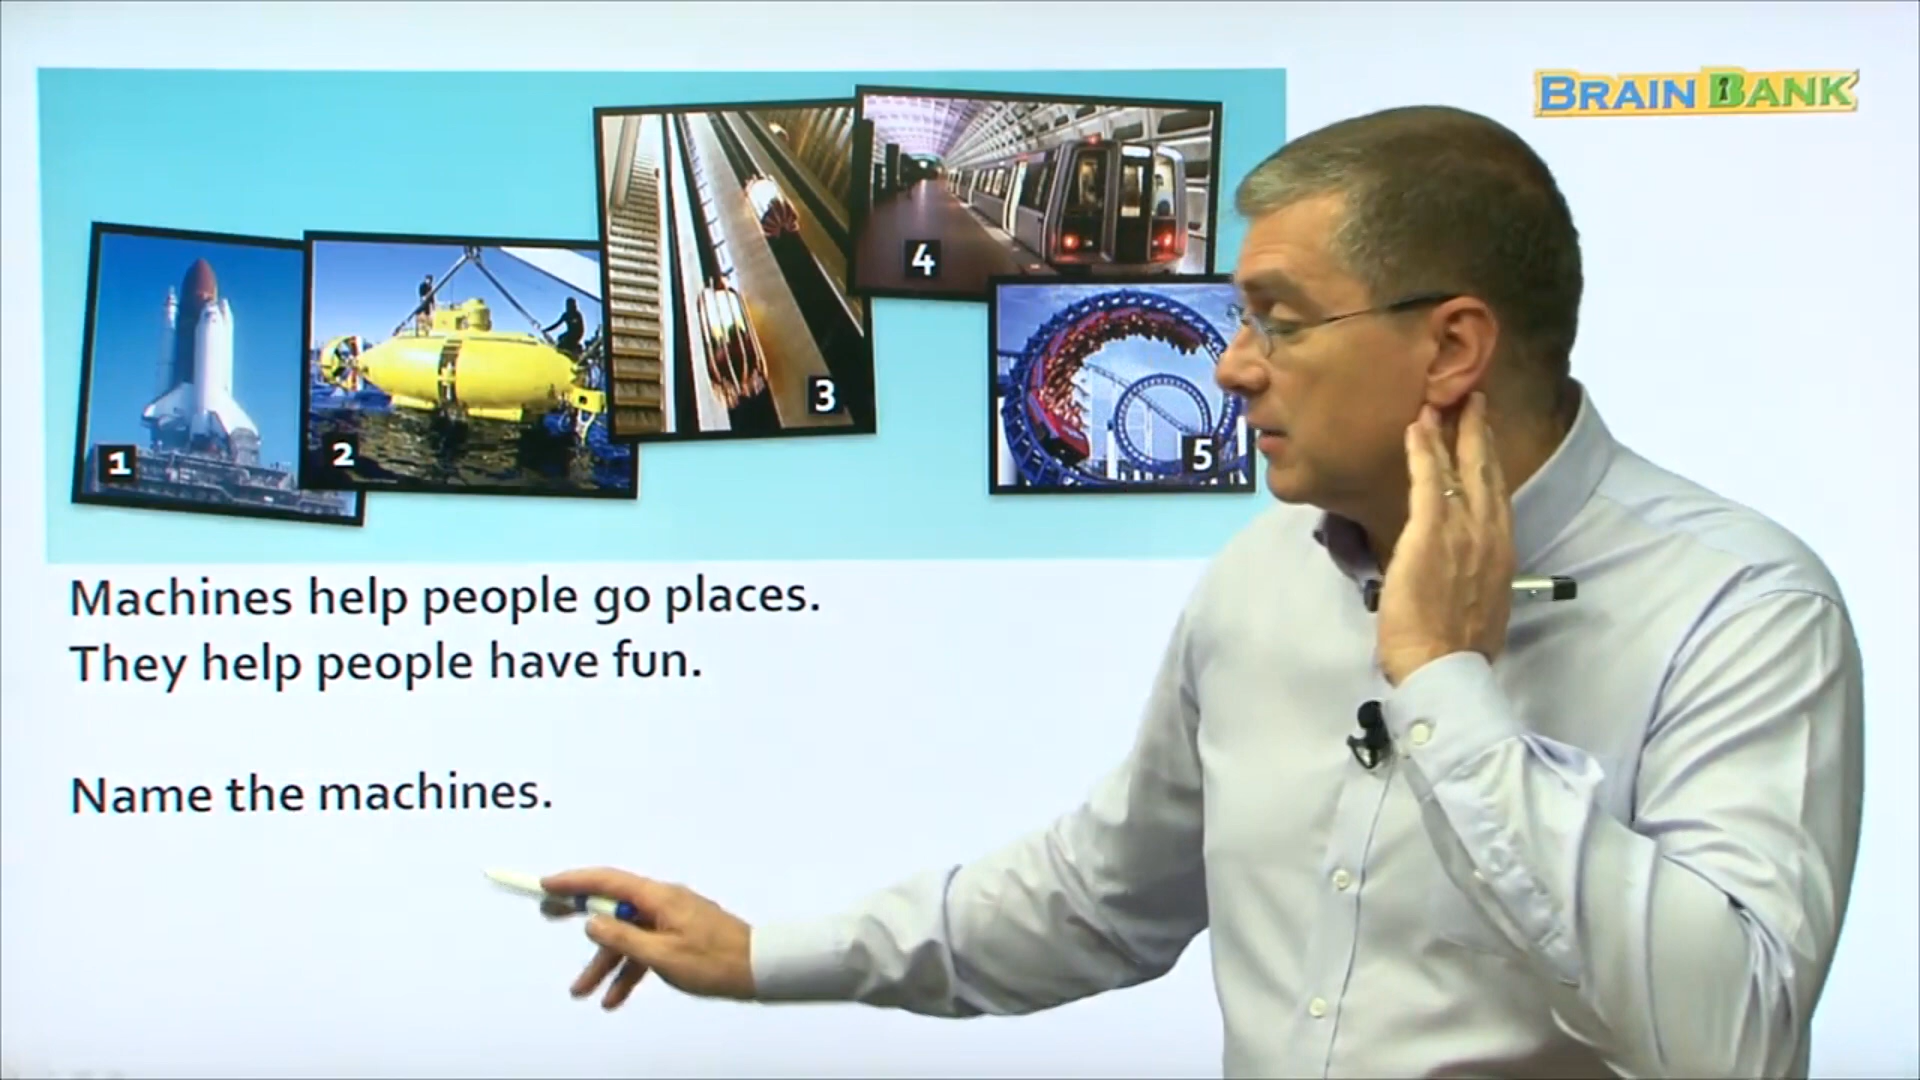 BRAIN BANK
1
2
3
4
5
Machines help people go places.
They help people have fun.
Name the machines.